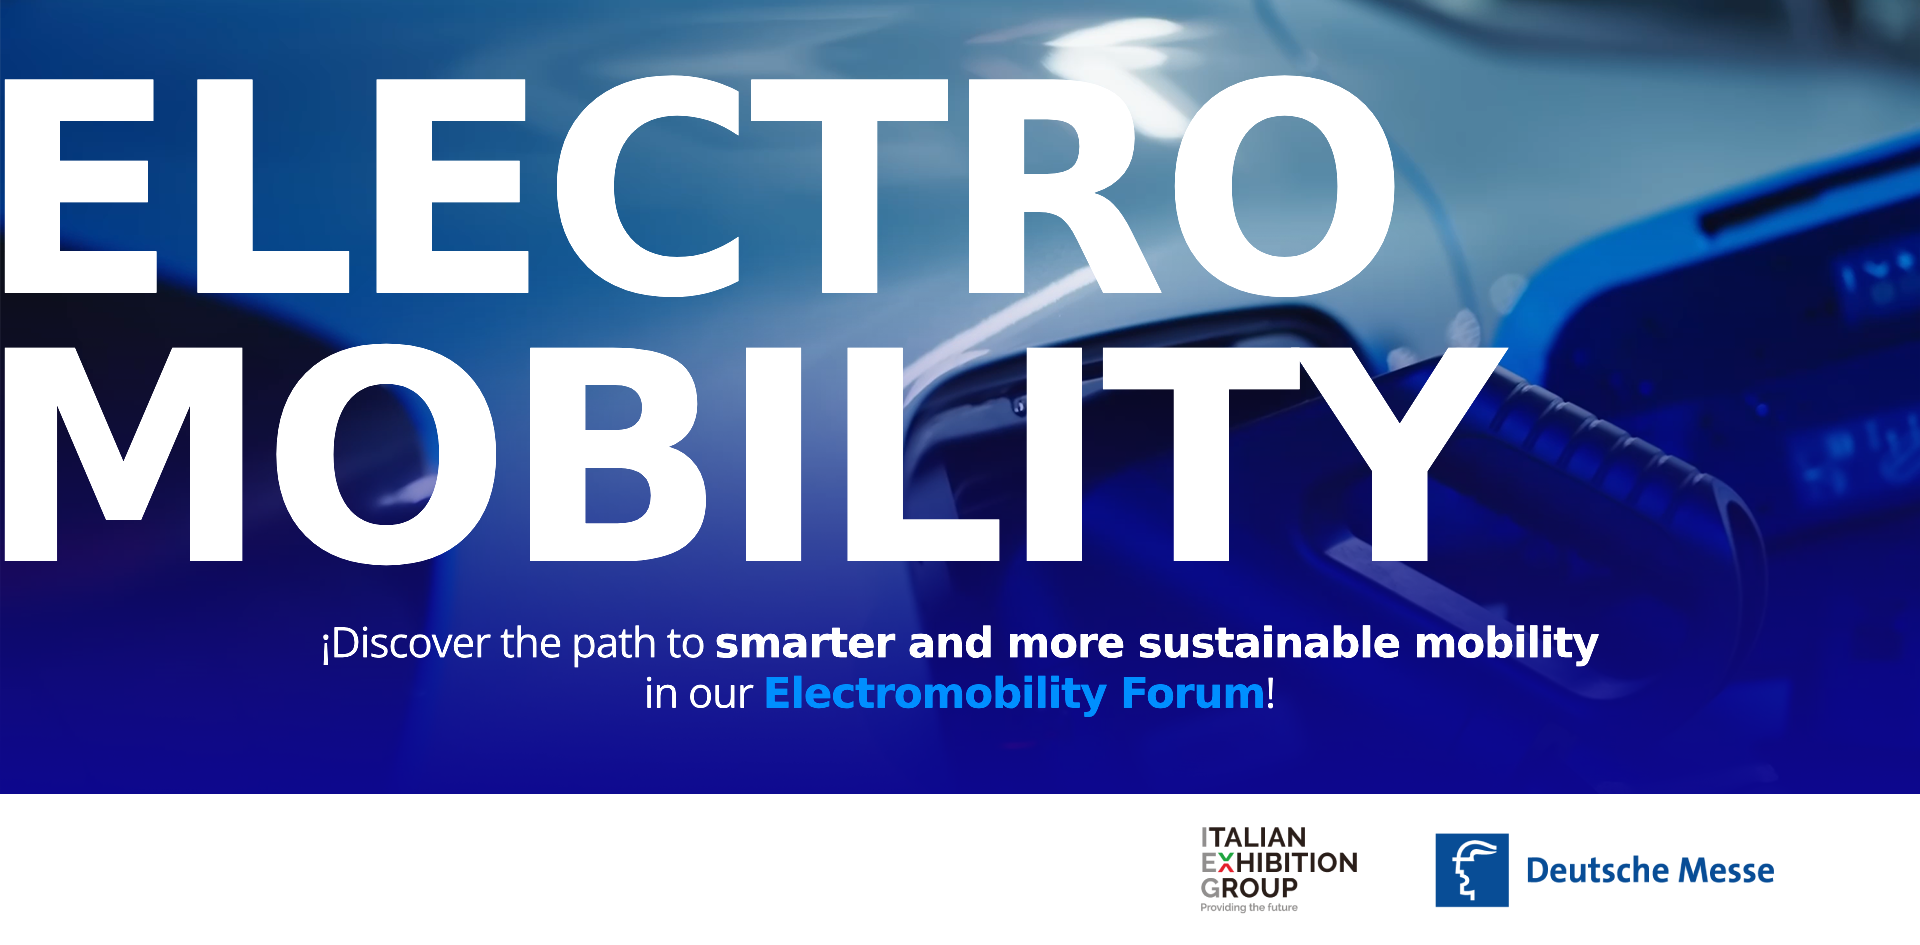 ELECTRO
MOBILITY
¡Discover the path to smarter and more sustainable mobility
in our Electromobility Forum!
ITALIAN
EXHIBITION
GROUP
Providing the future
Deutsche Messe